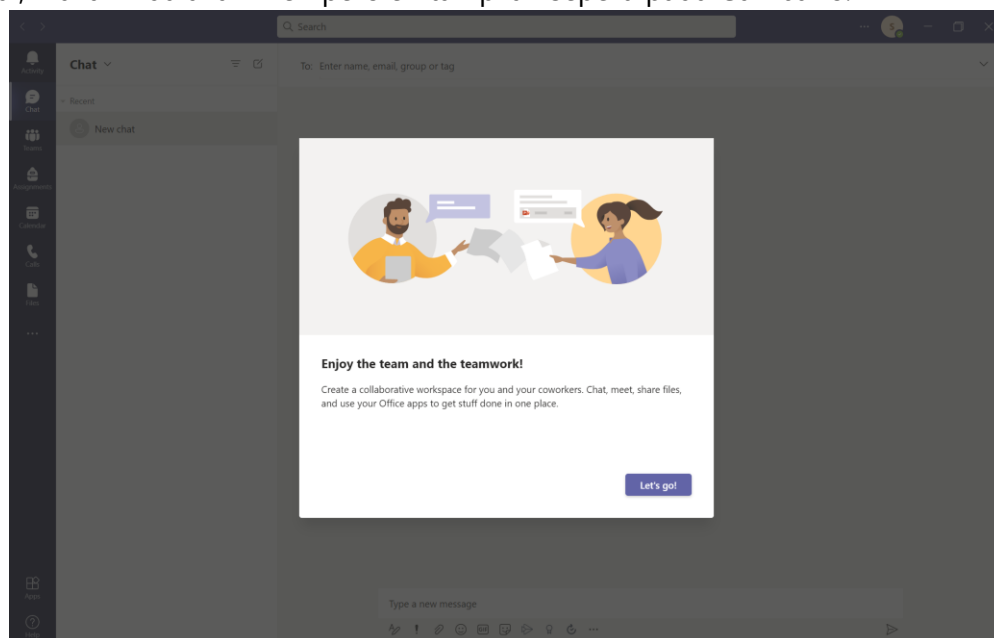 Search
S
Activity
Chat
To: Enter name, email, group or tag
Chat
Recent
New chat
Teams
Assignments
Calendar
Calls
Files
Enjoy the team and the teamwork!
Create a collaborative workspace for you and your coworkers. Chat, meet, share files,
and use your Office apps to get stuff done in one place.
Let's go!
Apps
Type a new message
Help
GIF